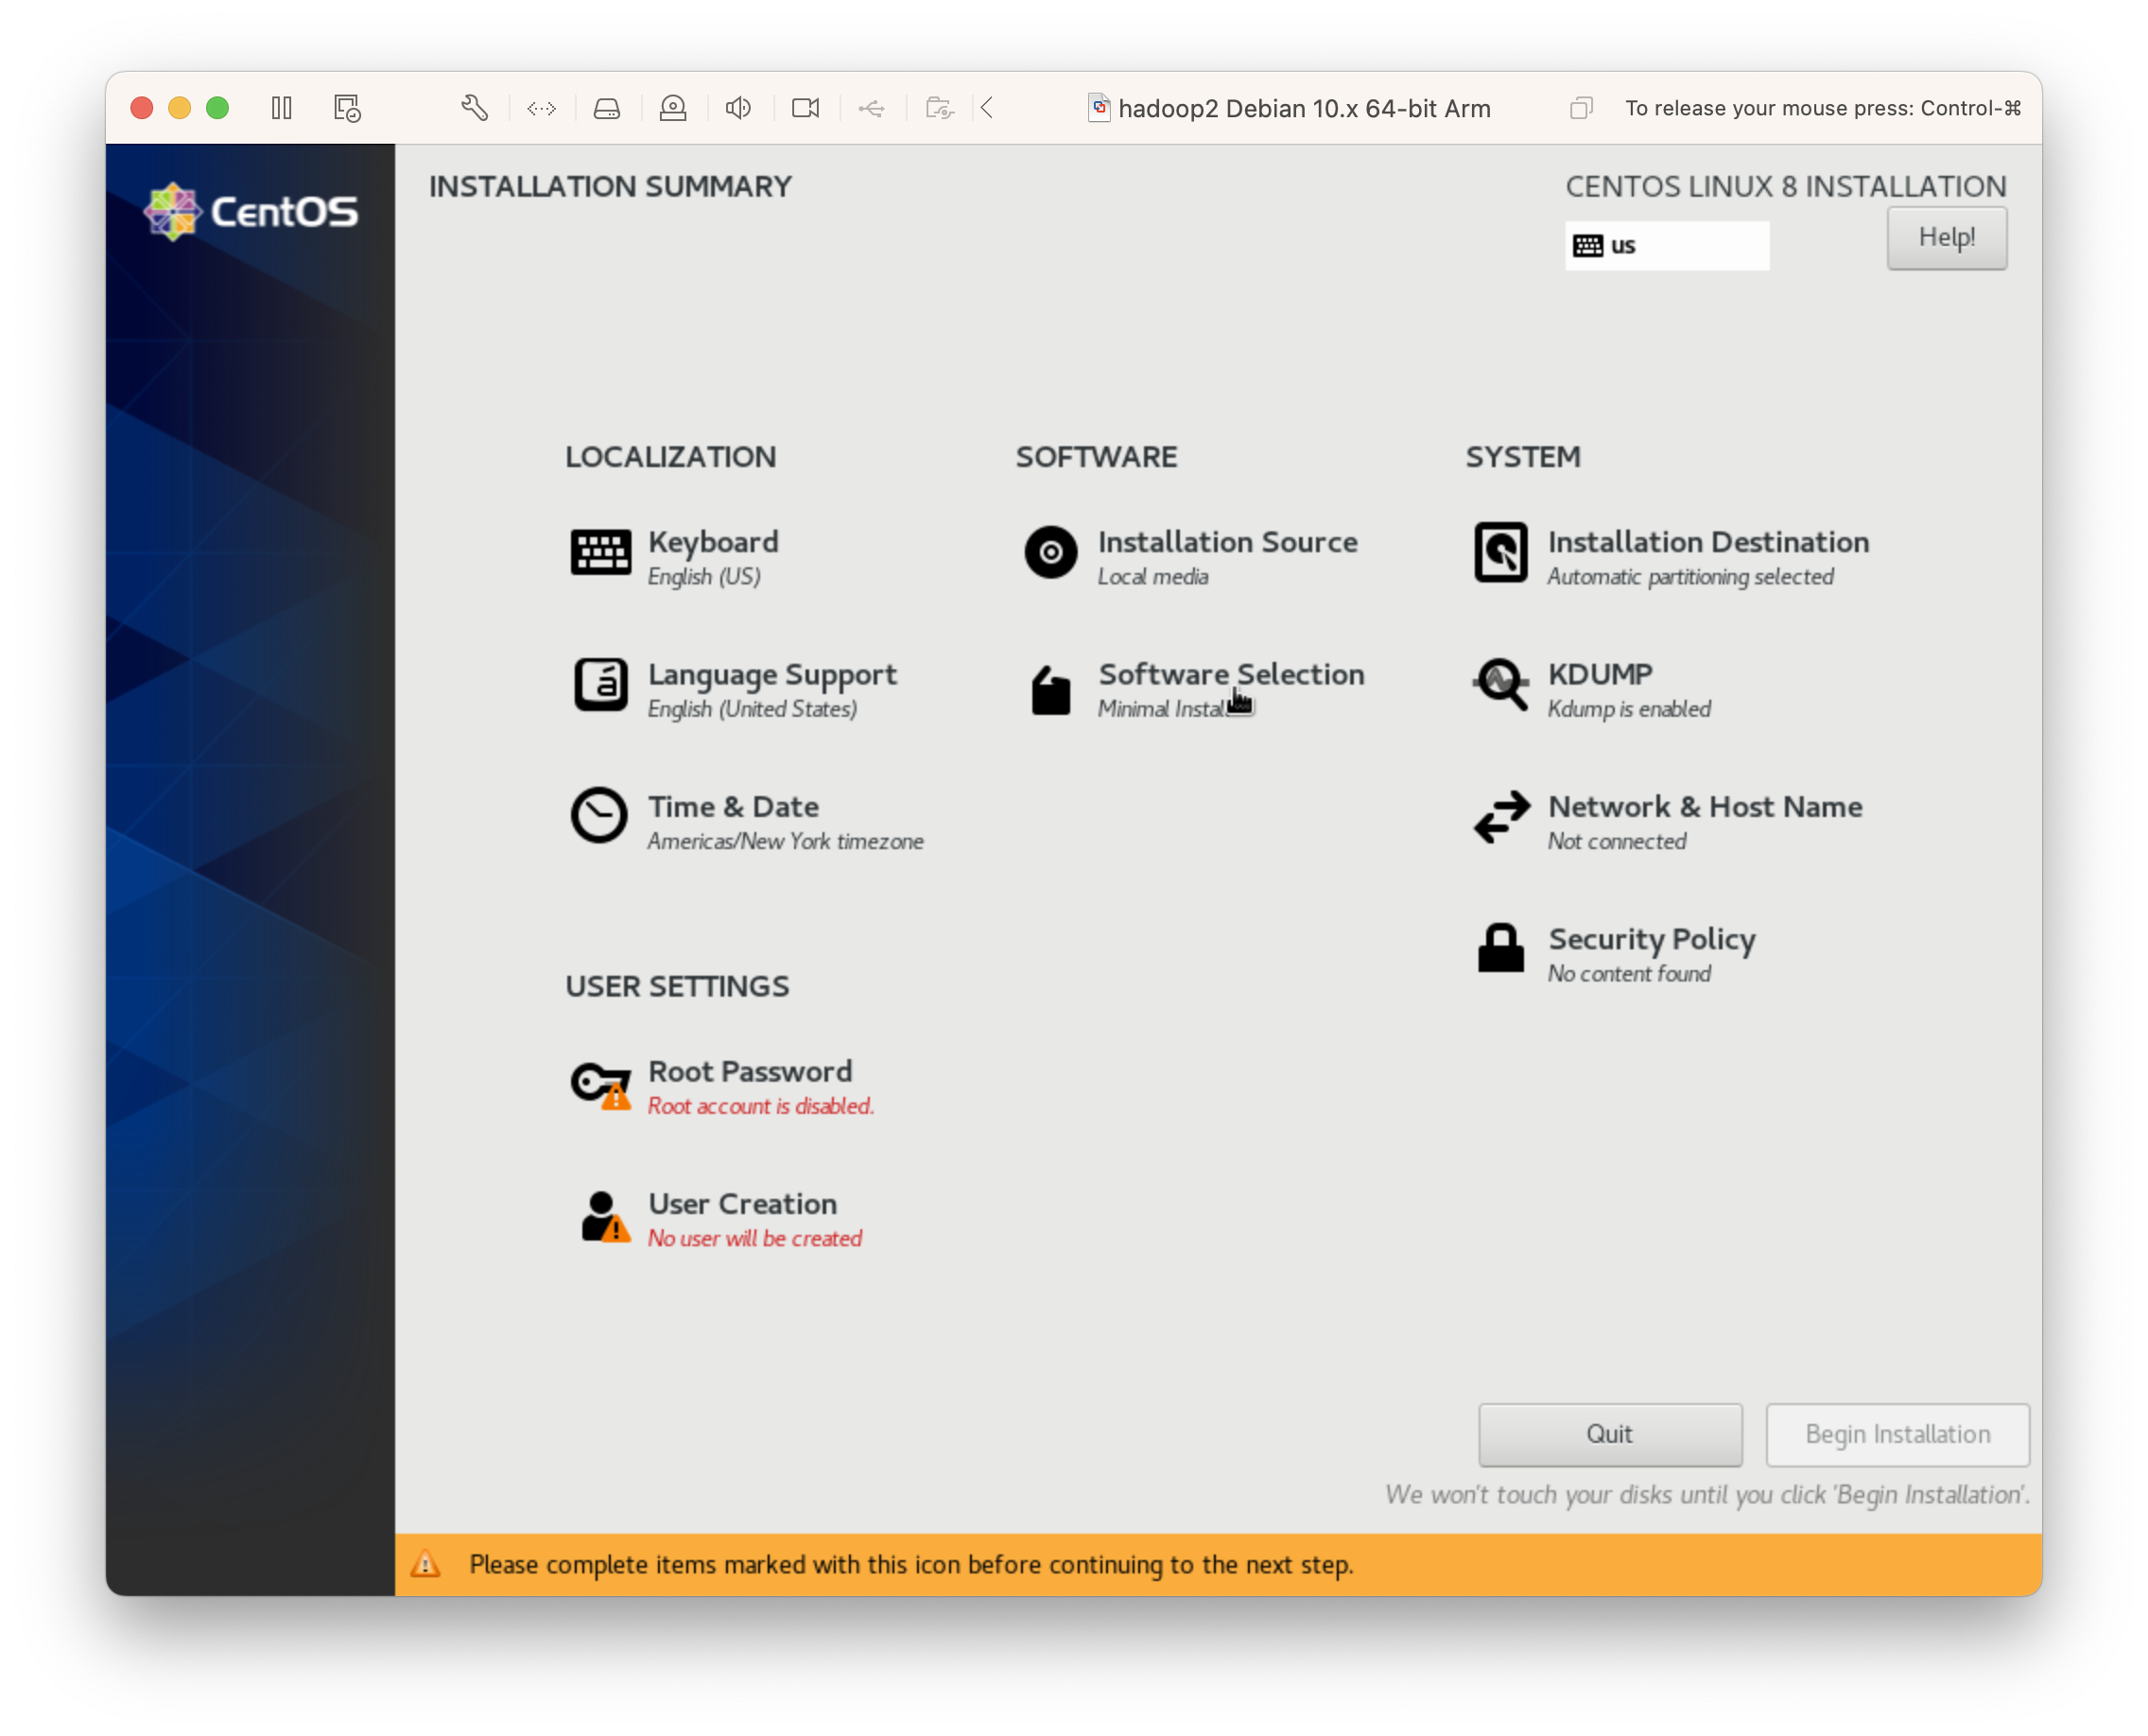 hadoop2 Debian 10.x 64-bit Arm
To release your mouse press: Control-⌘
CentOS
INSTALLATION SUMMARY
CENTOS LINUX 8 INSTALLATION
us
Help!
LOCALIZATION
Keyboard
English (US)
Language Support
English (United States)
Time & Date
Americas/New York timezone
SOFTWARE
Installation Source
Local media
Software Selection
Minimal Install
SYSTEM
Installation Destination
Automatic partitioning selected
KDUMP
Kdump is enabled
Network & Host Name
Not connected
Security Policy
No content found
USER SETTINGS
Root Password
Root account is disabled.
User Creation
No user will be created
Quit
Begin Installation
We won't touch your disks until you click 'Begin Installation'.
Please complete items marked with this icon before continuing to the next step.